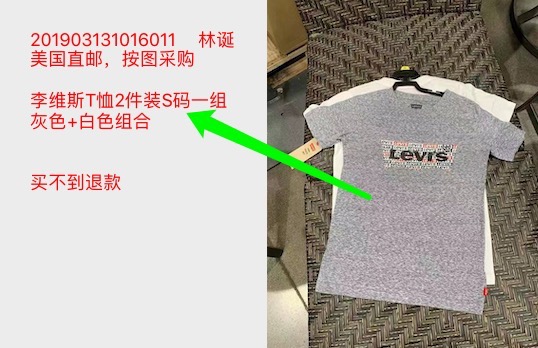 201903131016011 林诞
美国直邮，按图采购
李维斯T恤2件装S码一组
灰色+白色组合
买不到退款
Levi's